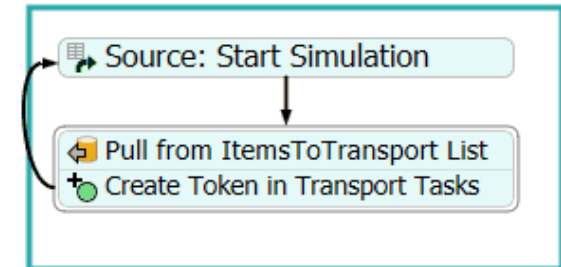 Source: Start Simulation
Pull from ItemsToTransport List
Create Token in Transport Tasks